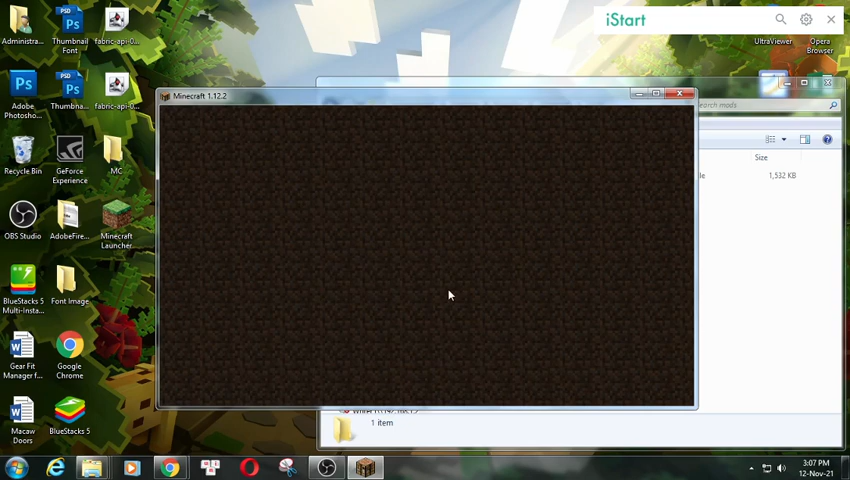 Administra...
Thumbnail
Font
fabric-api-0...
iStart
UltraViewer
Opera
Browser
Adobe
Photosho...
Thumbna...
fabric-api-0...
Minecraft 1.12.2
earch mods
Size
le
1,532 KB
Recycle Bin
GeForce
Experience
MC
OBS Studio
AdobeFire...
Minecraft
Launcher...
BlueStacks 5
Multi-Insta...
Font Image
Gear Fit
Manager f...
Google
Chrome
Macaw
Doors
BlueStacks 5
1 item
3:07 PM
12-Nov-21